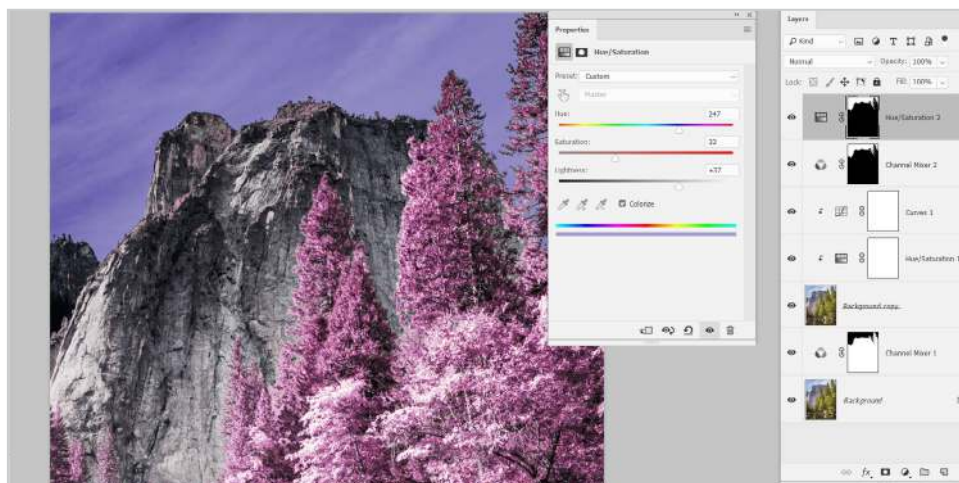 Properties
Hue/Saturation
Preset: Custom
Master
Hue:
247
Saturation:
Lightness:
+37
Colorize
Layers
Kind
Normal
Opacity: 100%
Lock:
Fill: 100%
Hue/Saturation 2
Channel Mixer 2
Curves 1
Hue/Saturation 1
Background copy
Channel Mixer 1
Background
fx